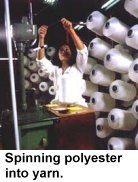 Spinning polyester
into yarn.